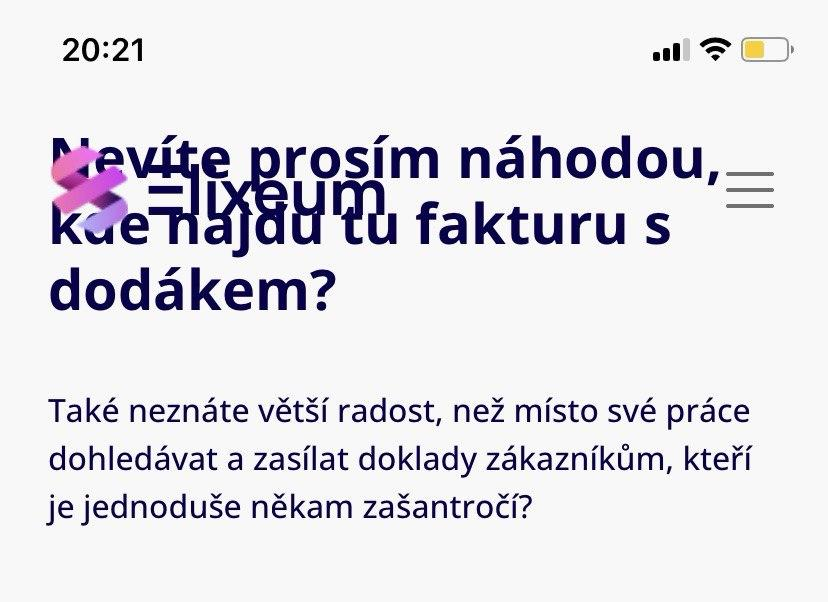 20:21
Nevíte prosím náhodou,
Elixeum
kde najdu tu fakturu s
dodákem?
Také neznáte větší radost, než místo své práce
dohledávat a zasílat doklady zákazníkům, kteří
je jednoduše někam zašantročí?